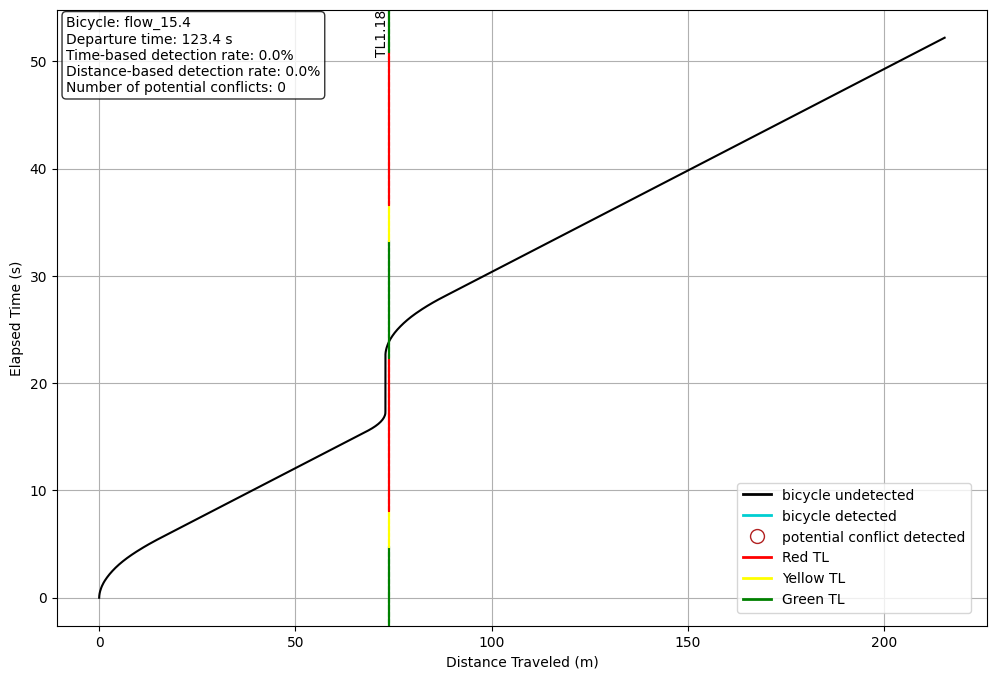 Bicycle: flow_15.4
Departure time: 123.4 s
Time-based detection rate: 0.0%
Distance-based detection rate: 0.0%
Number of potential conflicts: 0
TL1.18
50
40
30
20
10
0
Elapsed Time (s)
bicycle undetected
bicycle detected
potential conflict detected
Red TL
Yellow TL
Green TL
0
50
100
150
200
Distance Traveled (m)